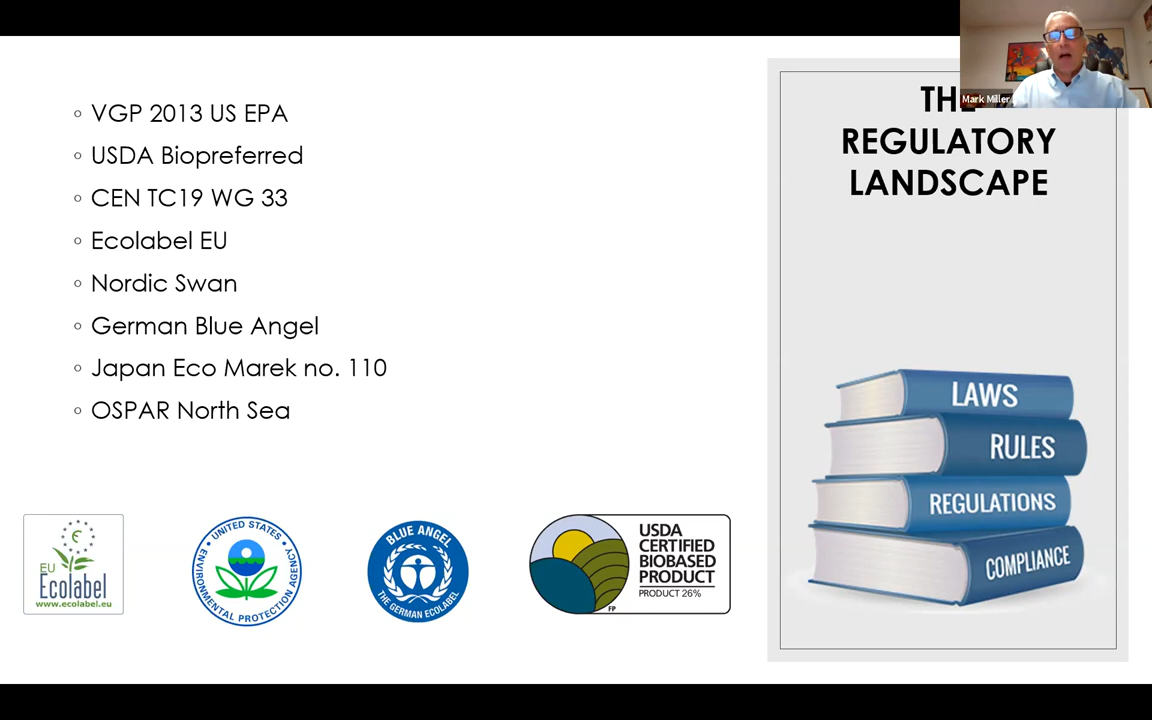 VGP 2013 US EPA
USDA Biopreferred
CEN TC19 WG 33
Ecolabel EU
Nordic Swan
German Blue Angel
Japan Eco Marek no. 110
OSPAR North Sea
Mark Miller
THE
REGULATORY
LANDSCAPE
LAWS
RULES
REGULATIONS
COMPLIANCE
EU
Ecolabel
www.ecolabel.eu
UNITED STATES
ENVIRONMENTAL PROTECTION AGENCY
BLUE ANGEL
THE GERMAN ECOLABEL
USDA
CERTIFIED
BIOBASED
PRODUCT
PRODUCT 26%
FP